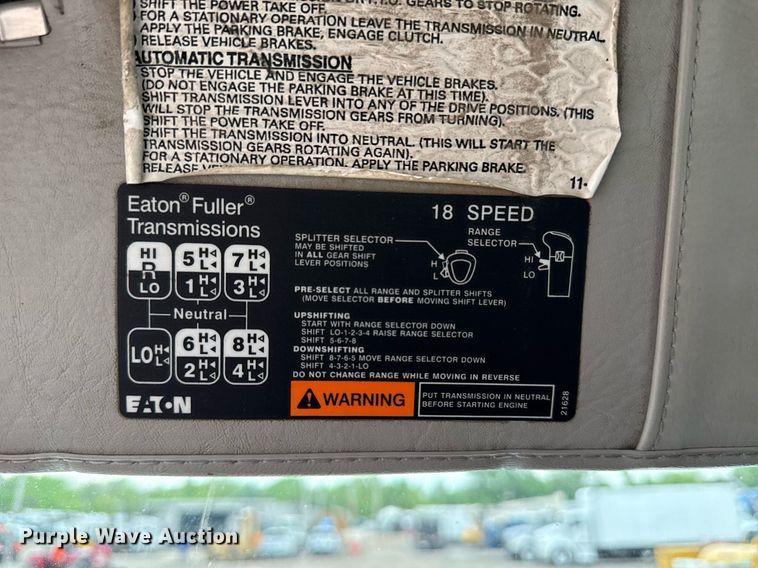 P.T.O. GEARS TO STOP ROTATING.
SHIFT THE POWER TAKE OFF.
FOR A STATIONARY OPERATION LEAVE THE TRANSMISSION IN NEUTRAL
APPLY THE PARKING BRAKE, ENGAGE CLUTCH.
RELEASE VEHICLE BRAKES.
AUTOMATIC TRANSMISSION
STOP THE VEHICLE AND ENGAGE THE VEHICLE BRAKES.
(DO NOT ENGAGE THE PARKING BRAKE AT THIS TIME).
SHIFT TRANSMISSION LEVER INTO ANY OF THE DRIVE POSITIONS. (THIS
WILL STOP THE TRANSMISSION GEARS FROM TURNING).
SHIFT THE POWER TAKE OFF.
SHIFT THE TRANSMISSION INTO NEUTRAL. (THIS WILL START THE
TRANSMISSION GEARS ROTATING AGAIN).
FOR A STATIONARY OPERATION. APPLY THE PARKING BRAKE.
RELEASE
11-
Eaton® Fuller®
Transmissions
18 SPEED
HI
R
LO
5 H L
1 H L
7 H L
3 H L
Neutral
LO H L
6 H L
2 H L
8 H L
4 H L
SPLITTER SELECTOR
MAY BE SHIFTED
IN ALL GEAR SHIFT
LEVER POSITIONS
H
L
RANGE
SELECTOR
HI
LO
PRE-SELECT ALL RANGE AND SPLITTER SHIFTS
(MOVE SELECTOR BEFORE MOVING SHIFT LEVER)
UPSHIFTING
START WITH RANGE SELECTOR DOWN
SHIFT LO-1-2-3-4 RAISE RANGE SELECTOR
SHIFT 5-6-7-8
DOWNSHIFTING
SHIFT 8-7-6-5 MOVE RANGE SELECTOR DOWN
SHIFT 4-3-2-1-LO
DO NOT CHANGE RANGE WHILE MOVING IN REVERSE
EATON
WARNING
PUT TRANSMISSION IN NEUTRAL
BEFORE STARTING ENGINE
21628
Purple Wave Auction